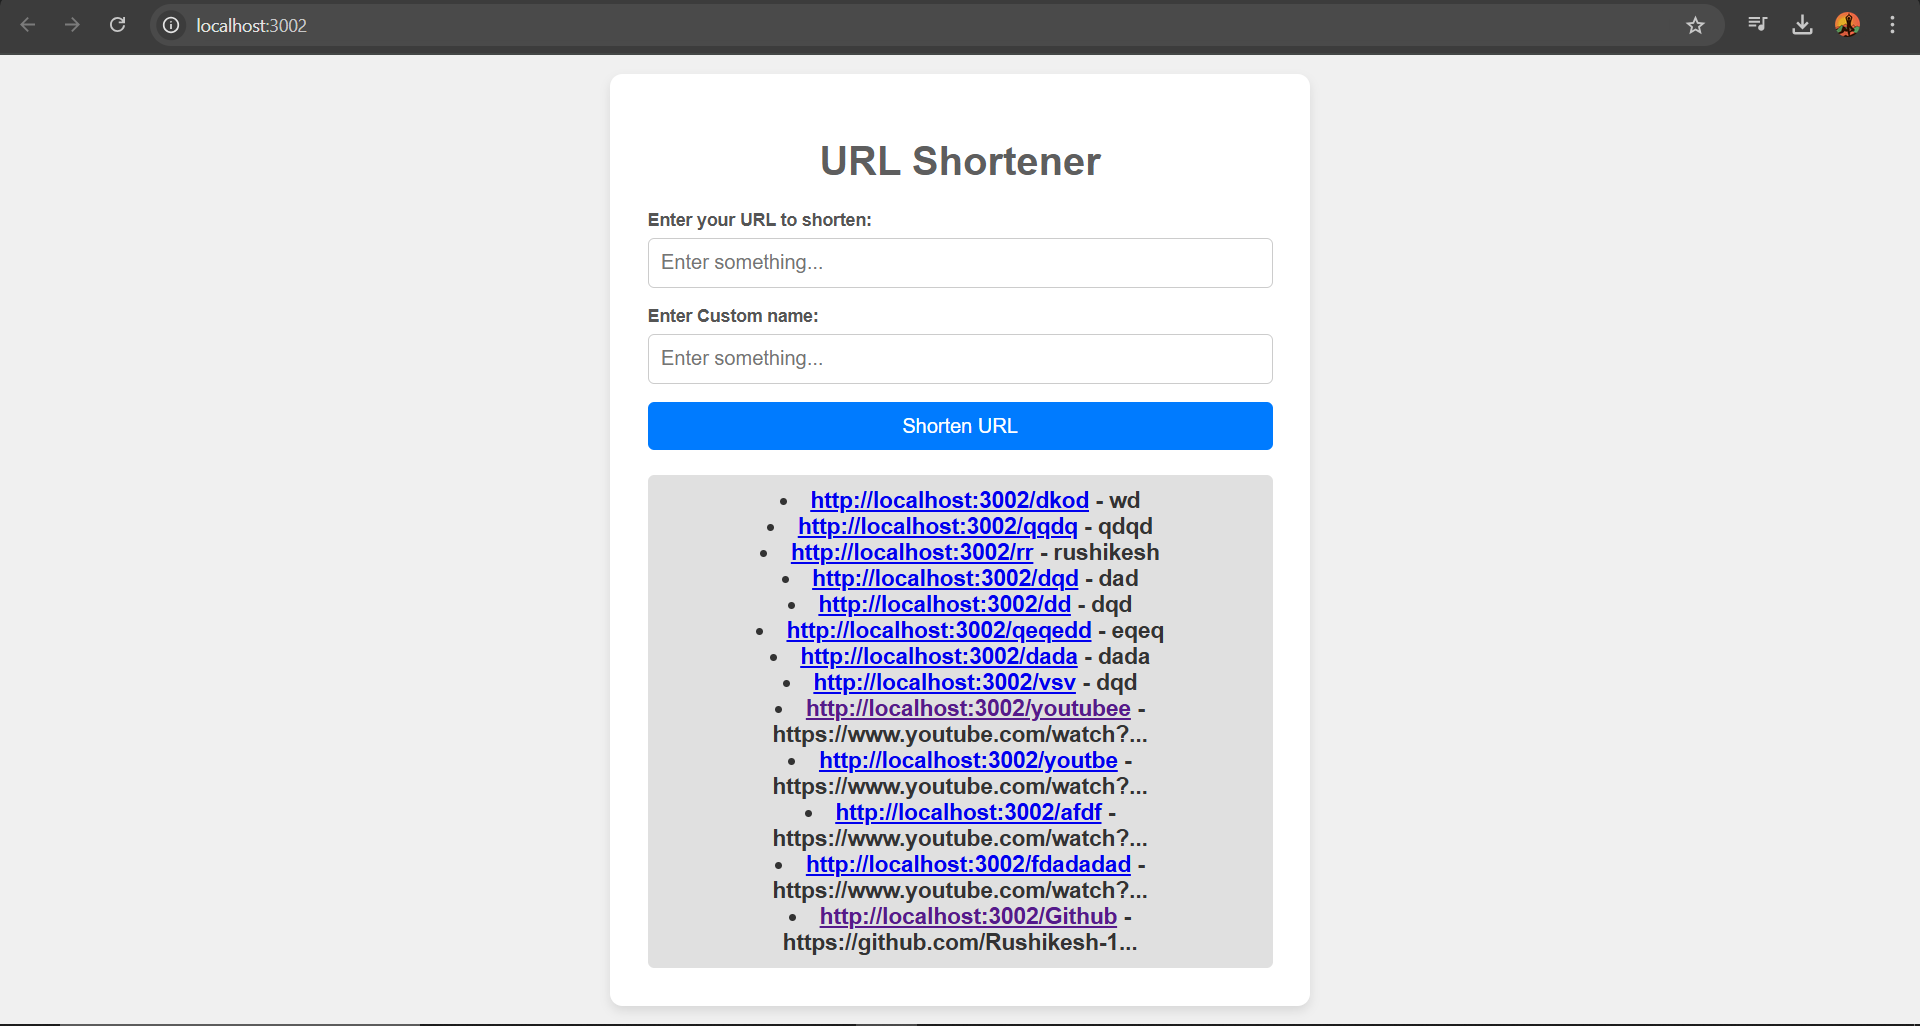 localhost:3002
URL Shortener
Enter your URL to shorten:
Enter something...
Enter Custom name:
Enter something...
Shorten URL
• http://localhost:3002/dkod - wd
• http://localhost:3002/qqdq - qdqd
• http://localhost:3002/rr - rushikesh
• http://localhost:3002/dqd - dad
• http://localhost:3002/dd - dqd
• http://localhost:3002/qeqedd - eqeq
• http://localhost:3002/dada - dada
• http://localhost:3002/vsv - dqd
• http://localhost:3002/youtubee -
https://www.youtube.com/watch?...
• http://localhost:3002/youtbe -
https://www.youtube.com/watch?...
• http://localhost:3002/afdf -
https://www.youtube.com/watch?...
• http://localhost:3002/fdadadad -
https://www.youtube.com/watch?...
• http://localhost:3002/Github -
https://github.com/Rushikesh-1...